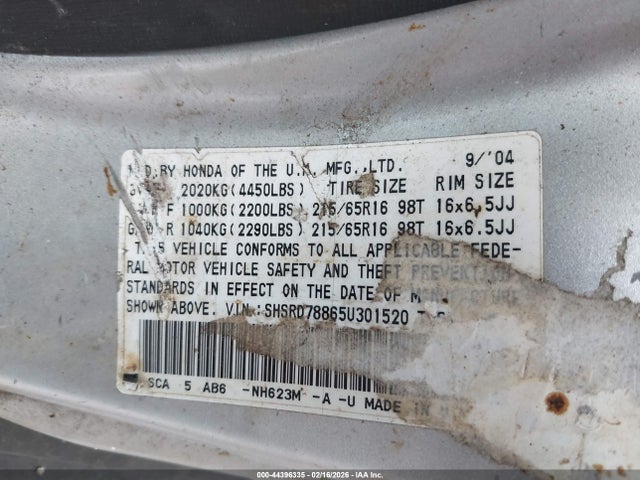 BY HONDA OF THE U.K. MFG.,LTD. 9/'04
2020KG(4450LBS) TIRE SIZE RIM SIZE
F 1000KG(2200LBS) 215/65R16 98T 16x6.5JJ
R 1040KG(2290LBS) 215/65R16 98T 16x6.5JJ
VEHICLE CONFORMS TO ALL APPLICABLE FEDE-
RAL MOTOR VEHICLE SAFETY AND THEFT PREVENTION
STANDARDS IN EFFECT ON THE DATE OF
SHOWN ABOVE. VIN:SHSRD78865U301520
SCA 5 AB6 -NH623M -A -U MADE IN
000-44396335 - 02/16/2026 - IAA Inc.